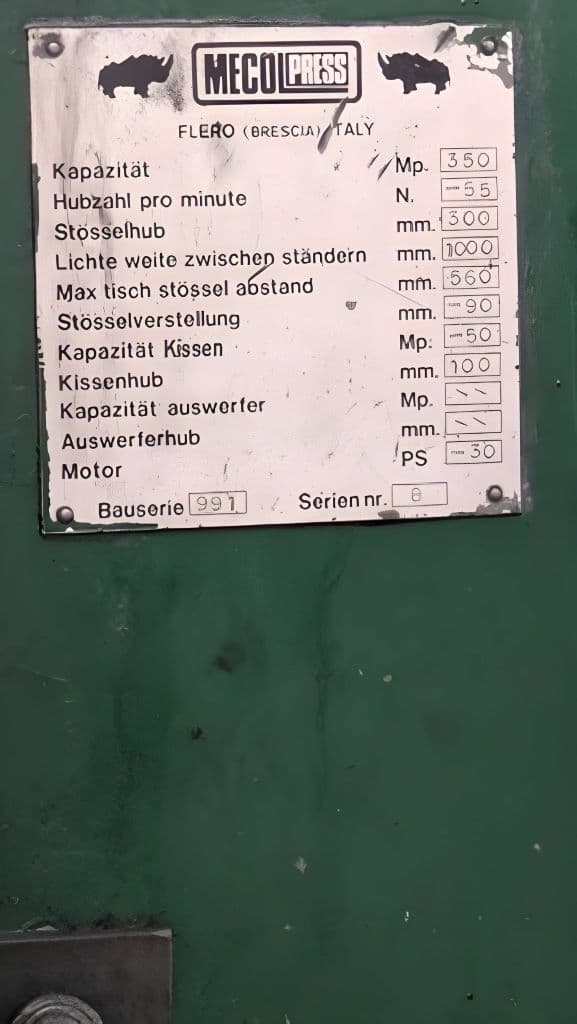 MECOLPRESS
FLERO (BRESCIA) ITALY
Kapazität Mp. 350
Hubzahl pro minute N. 55
Stösselhub mm. 300
Lichte weite zwischen ständern mm. 1000
Max tisch stössel abstand mm. 560
Stösselverstellung mm. 90
Kapazität Kissen Mp. 50
Kissenhub mm. 100
Kapazität auswerfer Mp. \ \
Auswerferhub mm. \ \
Motor PS 30
Bauserie 991 Serien nr. 8